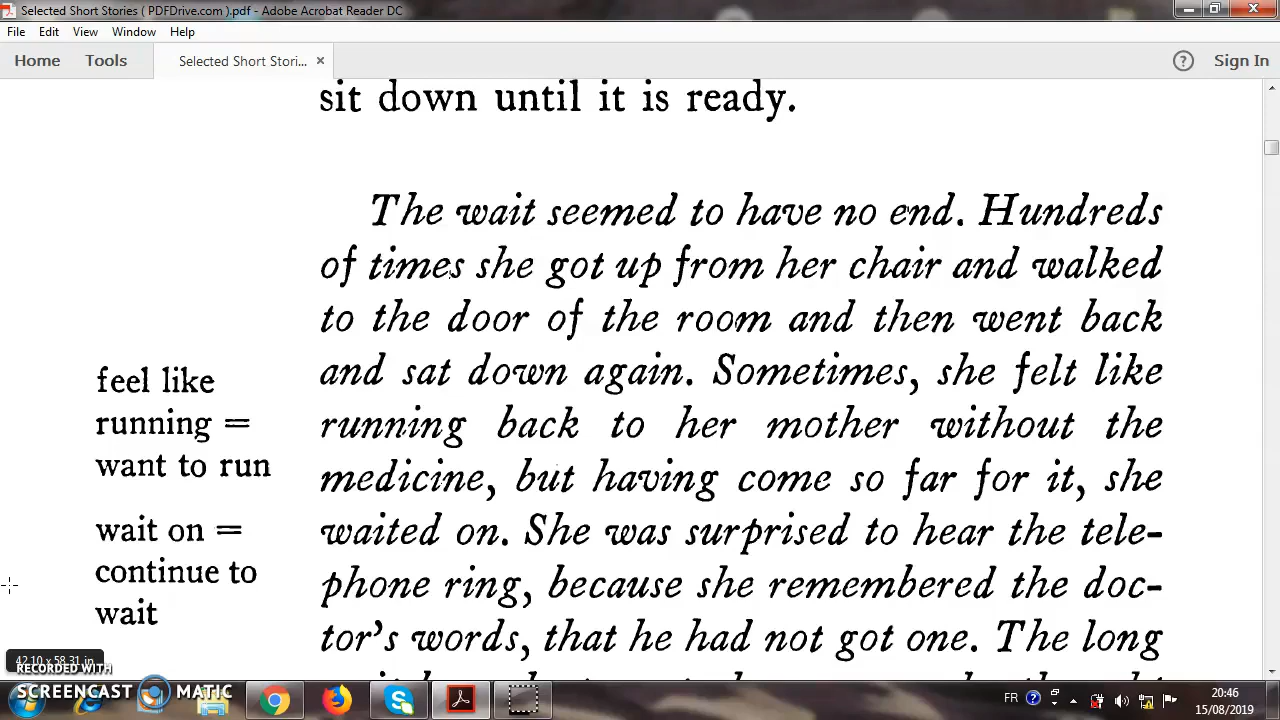 Selected Short Stories ( PDFDrive.com ).pdf - Adobe Acrobat Reader DC
File Edit View Window Help
Home Tools Selected Short Stori... × ? Sign In
sit down until it is ready.
The wait seemed to have no end. Hundreds
of times she got up from her chair and walked
to the door of the room and then went back
and sat down again. Sometimes, she felt like
running back to her mother without the
medicine, but having come so far for it, she
waited on. She was surprised to hear the tele-
phone ring, because she remembered the doc-
tor's words, that he had not got one. The long
feel like
running =
want to run
wait on =
continue to
wait
42.10 x 58.31 in
RECORDED WITH
SCREENCAST MATIC
FR
20:46
15/08/2019